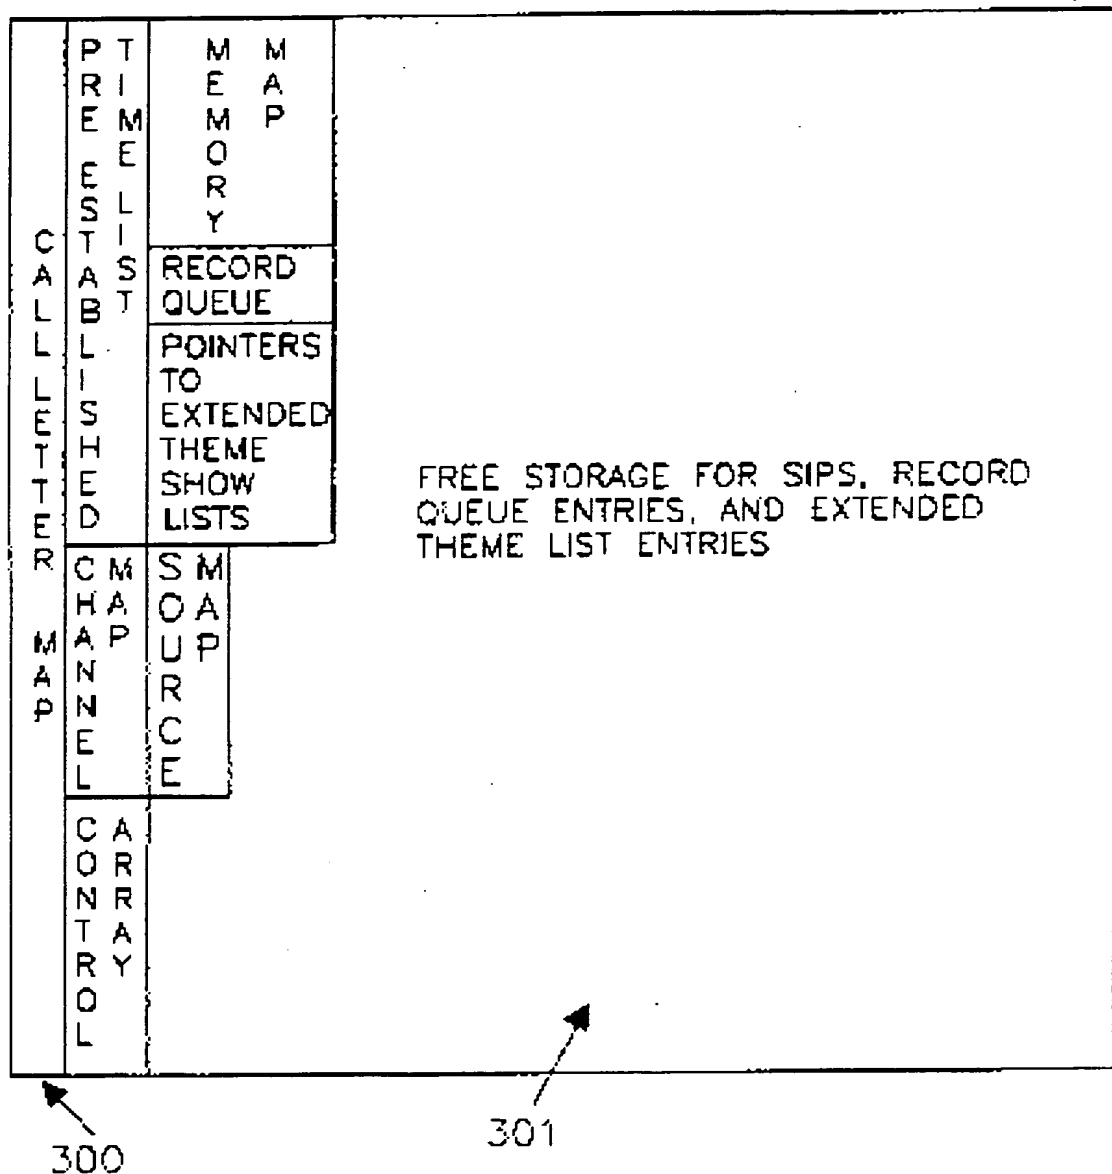 CALL LETTER MAP
PRE ESTABLISHED
TIME LIST
MEMORY
MAP
RECORD
QUEUE
POINTERS
TO
EXTENDED
THEME
SHOW
LISTS
CHANNEL
MAP
SOURCE
MAP
CONTROL
ARRAY
FREE STORAGE FOR SIPS, RECORD
QUEUE ENTRIES, AND EXTENDED
THEME LIST ENTRIES
300
301